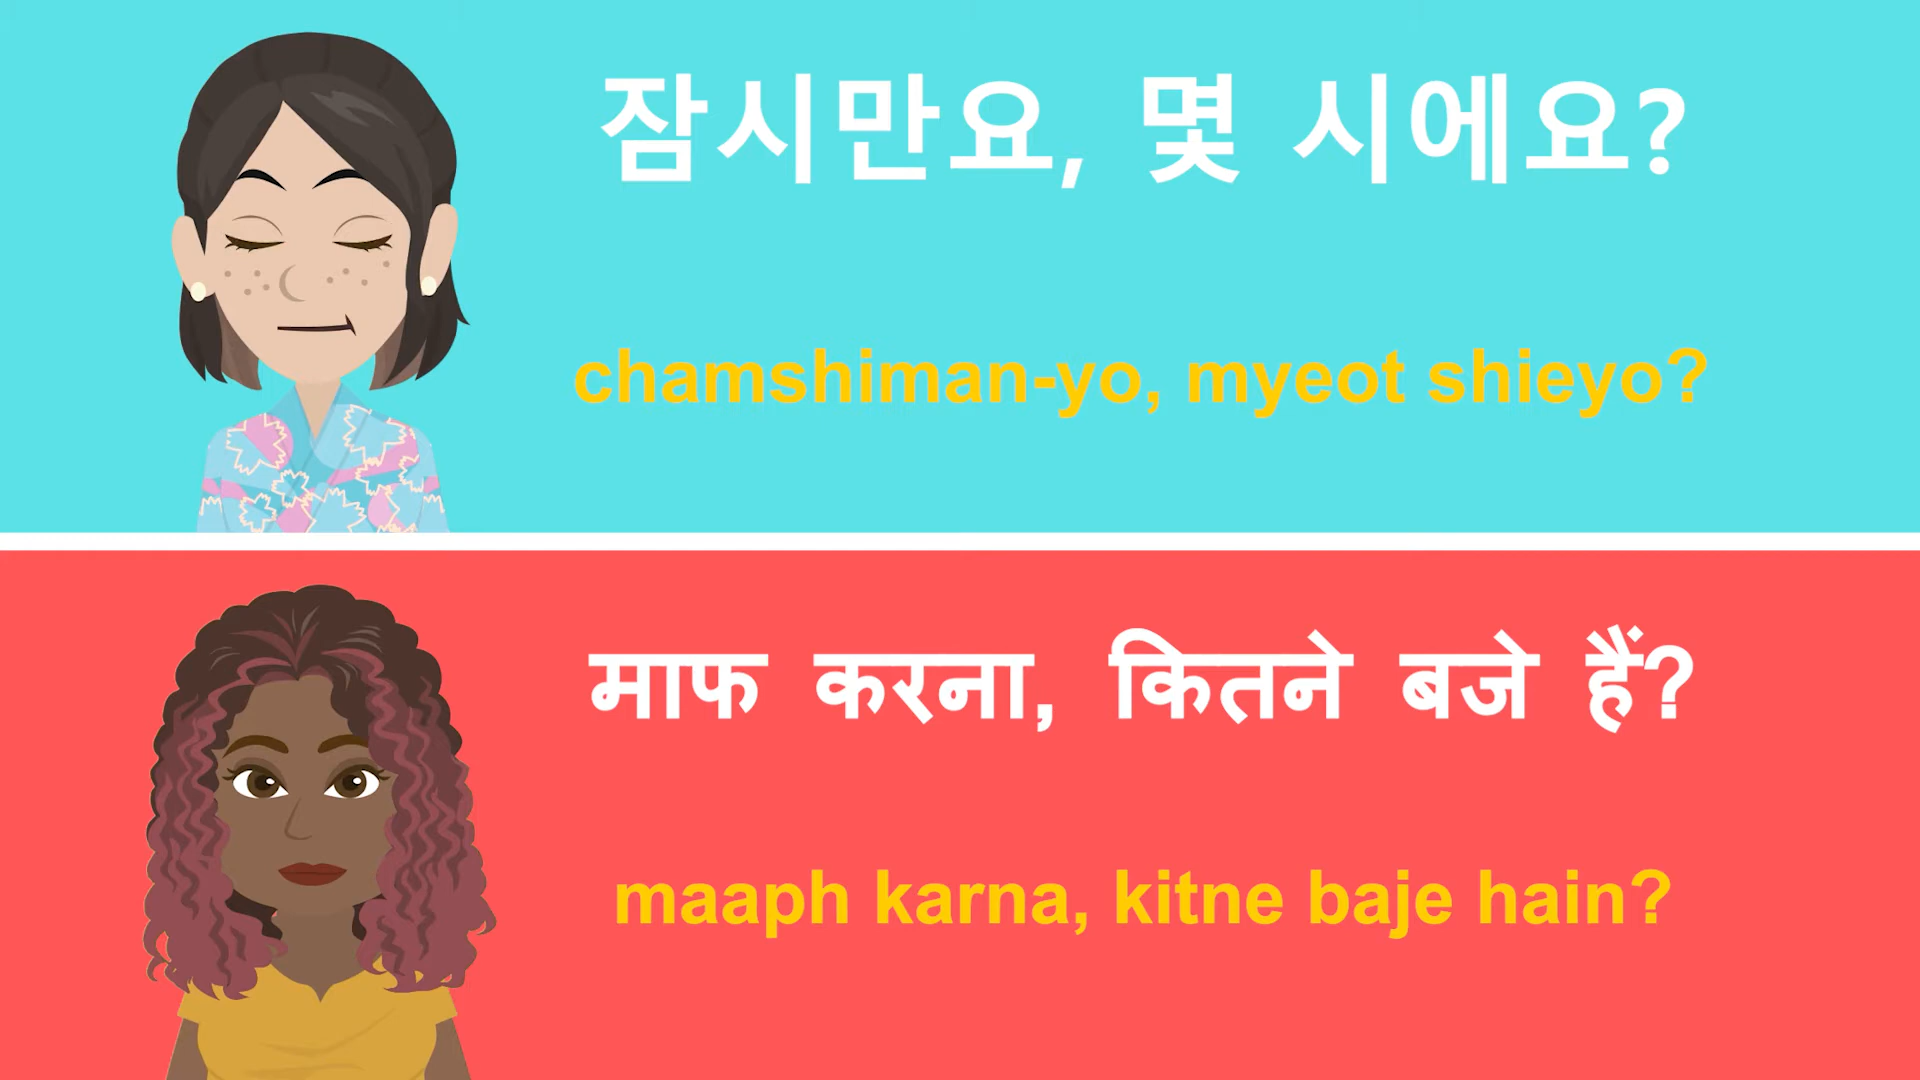 잠시만요, 몇 시에요?
chamshiman-yo, myeot shieyo?
माफ करना, कितने बजे हैं?
maaph karna, kitne baje hain?